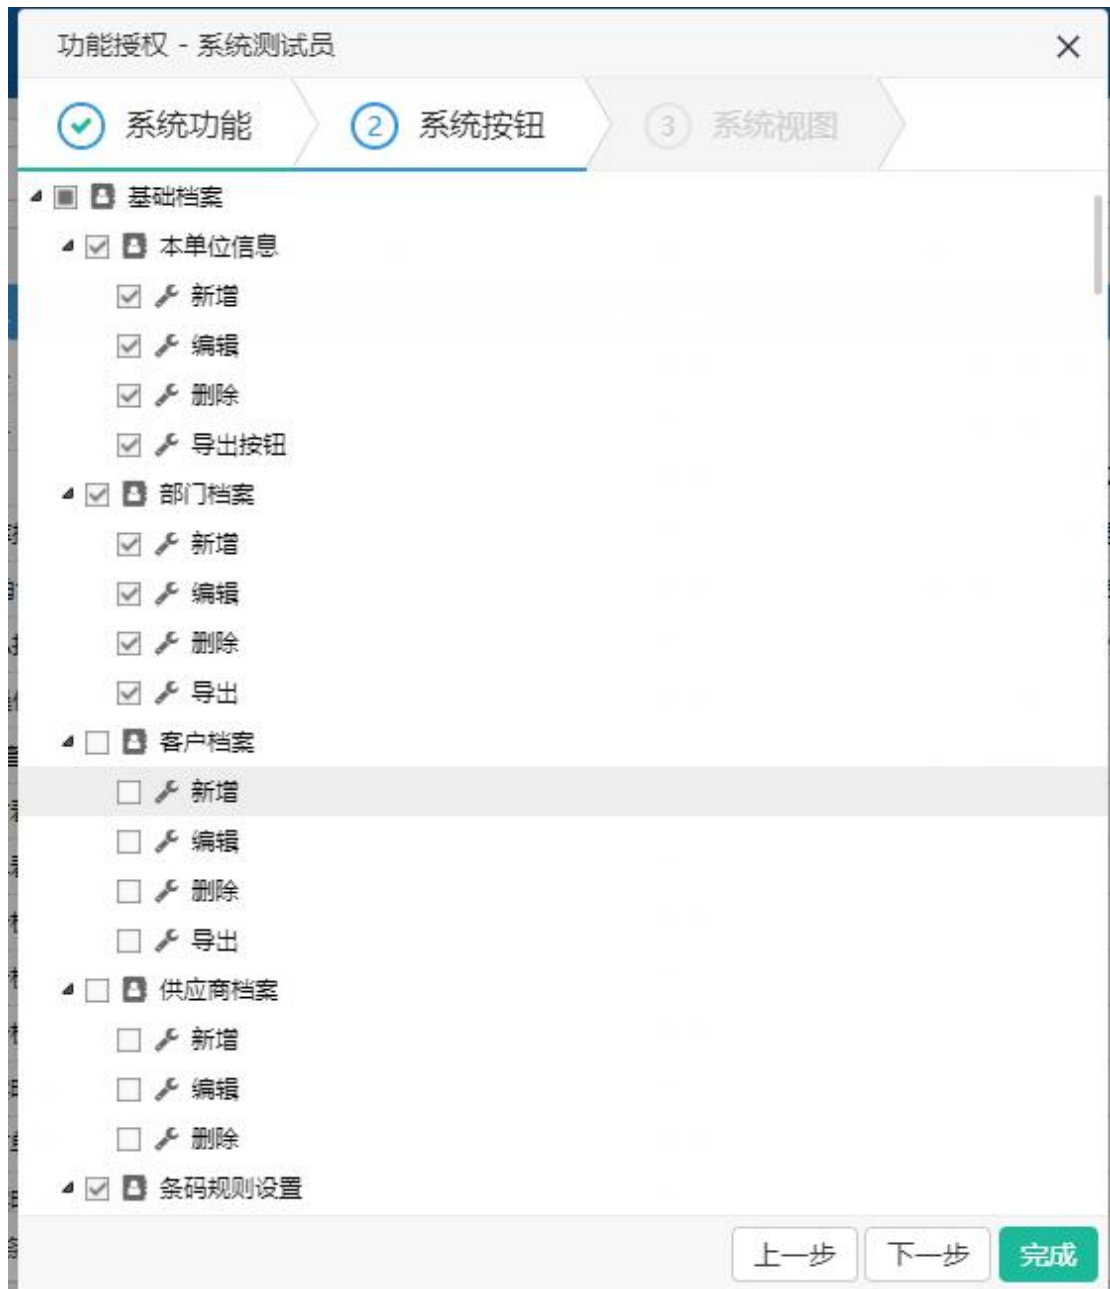 功能授权 - 系统测试员
系统功能
2 系统按钮
3 系统视图
基础档案
本单位信息
新增
编辑
删除
导出按钮
部门档案
新增
编辑
删除
导出
客户档案
新增
编辑
删除
导出
供应商档案
新增
编辑
删除
条码规则设置
上一步 下一步 完成